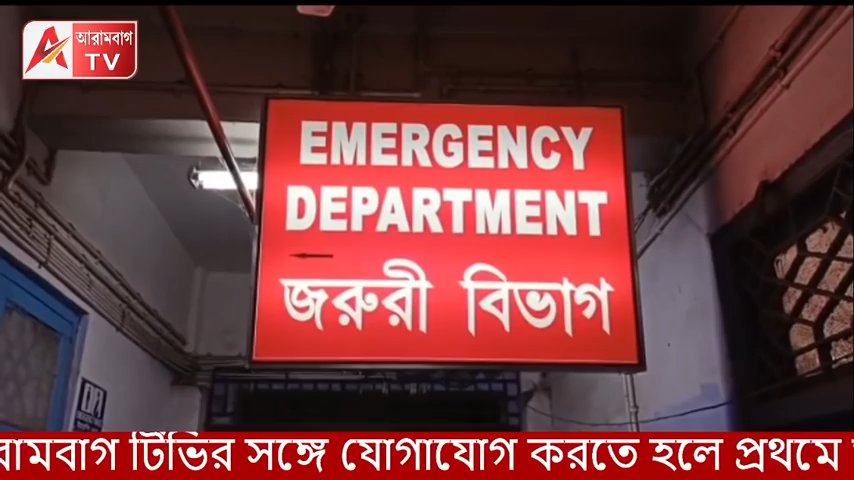 আরামবাগ
TV
EMERGENCY
DEPARTMENT
জরুরী বিভাগ
টিভির সঙ্গে যোগাযোগ করতে হলে প্রথমে